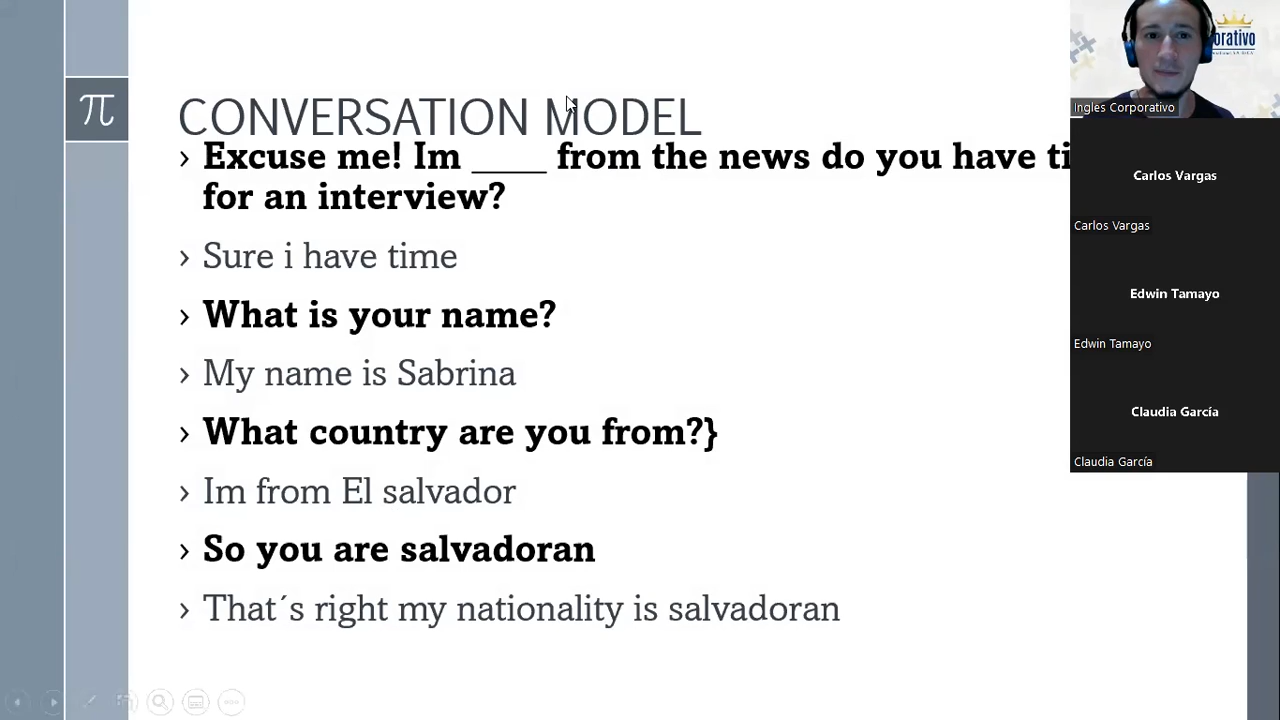 π
CONVERSATION MODEL
› Excuse me! Im ____ from the news do you have
for an interview?
› Sure i have time
› What is your name?
› My name is Sabrina
› What country are you from?}
› Im from El salvador
› So you are salvadoran
› That´s right my nationality is salvadoran
Ingles Corporativo
Carlos Vargas
Carlos Vargas
Edwin Tamayo
Edwin Tamayo
Claudia García
Claudia García